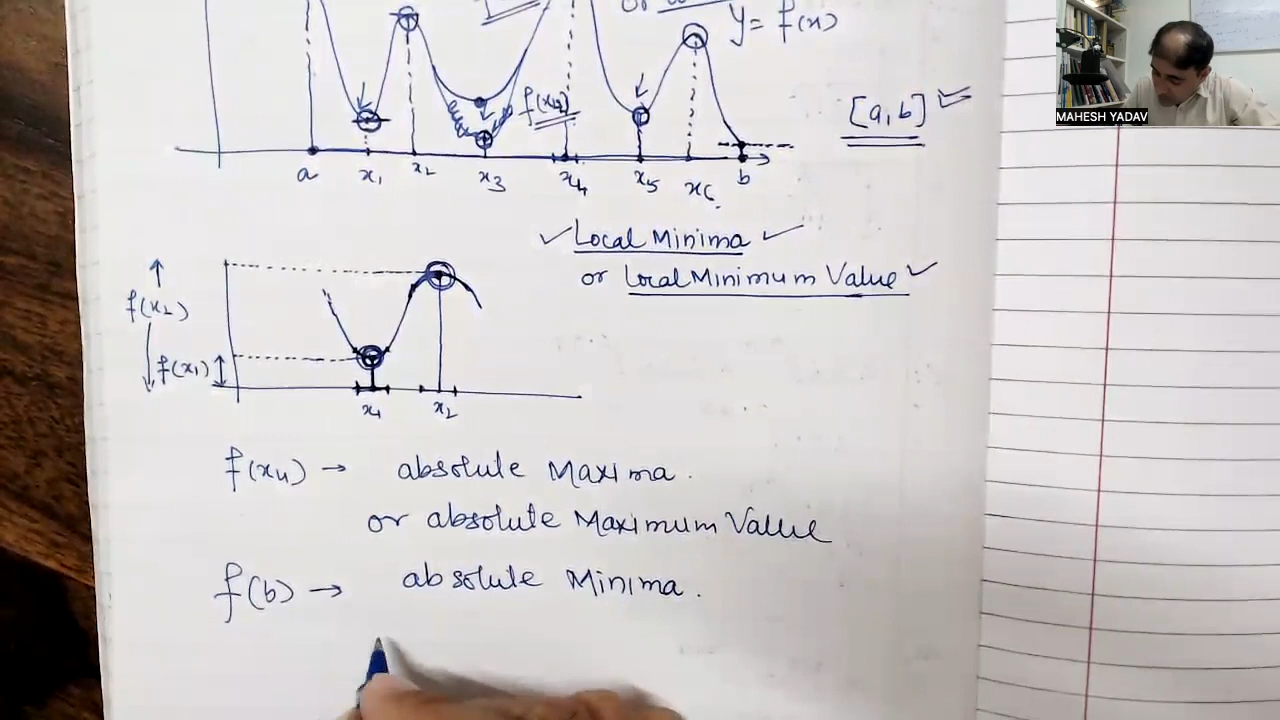 y = f(x)
f(x4)
[a, b]
a x1 x2 x3 x4 x5 x6 b
Local Minima
or Local Minimum Value
f(x2)
f(x1)
x1 x2
f(x4) → absolute Maxima.
or absolute Maximum Value
f(b) → absolute Minima.
MAHESH YADAV